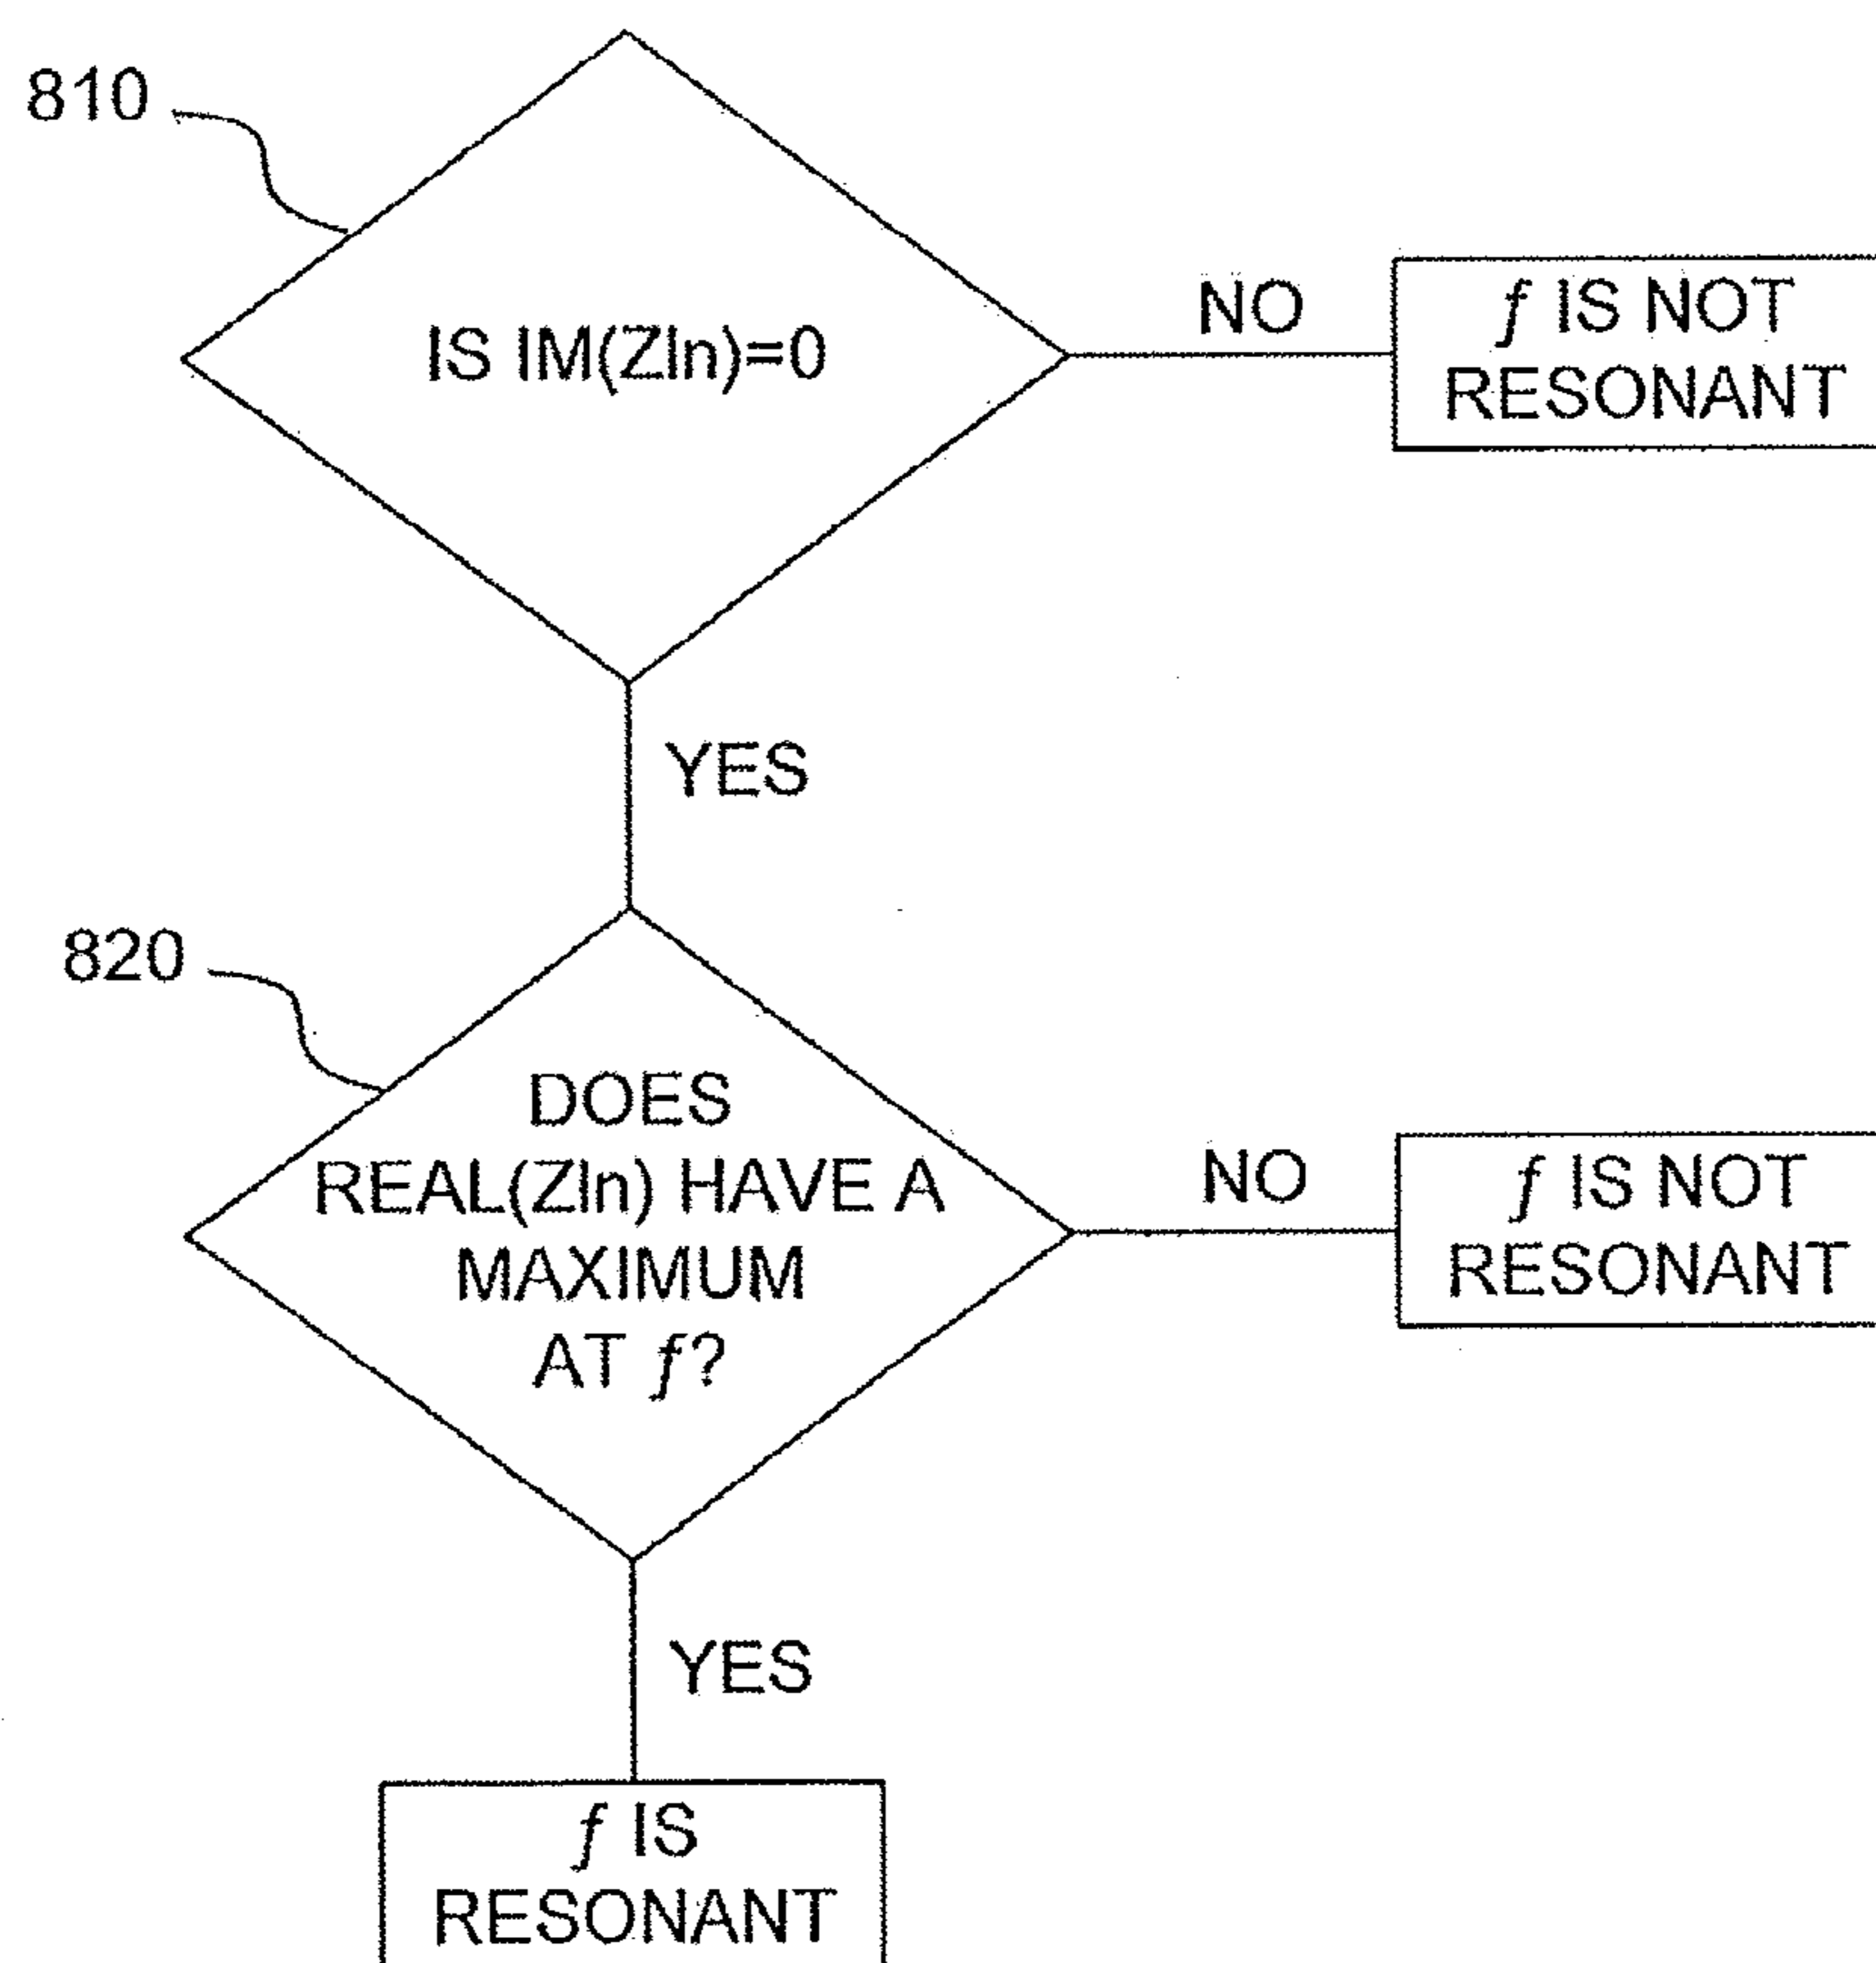 810
IS IM(ZIn)=0
NO
ƒ IS NOT
RESONANT
YES
820
DOES
REAL(ZIn) HAVE A
MAXIMUM
AT ƒ?
NO
ƒ IS NOT
RESONANT
YES
ƒ IS
RESONANT